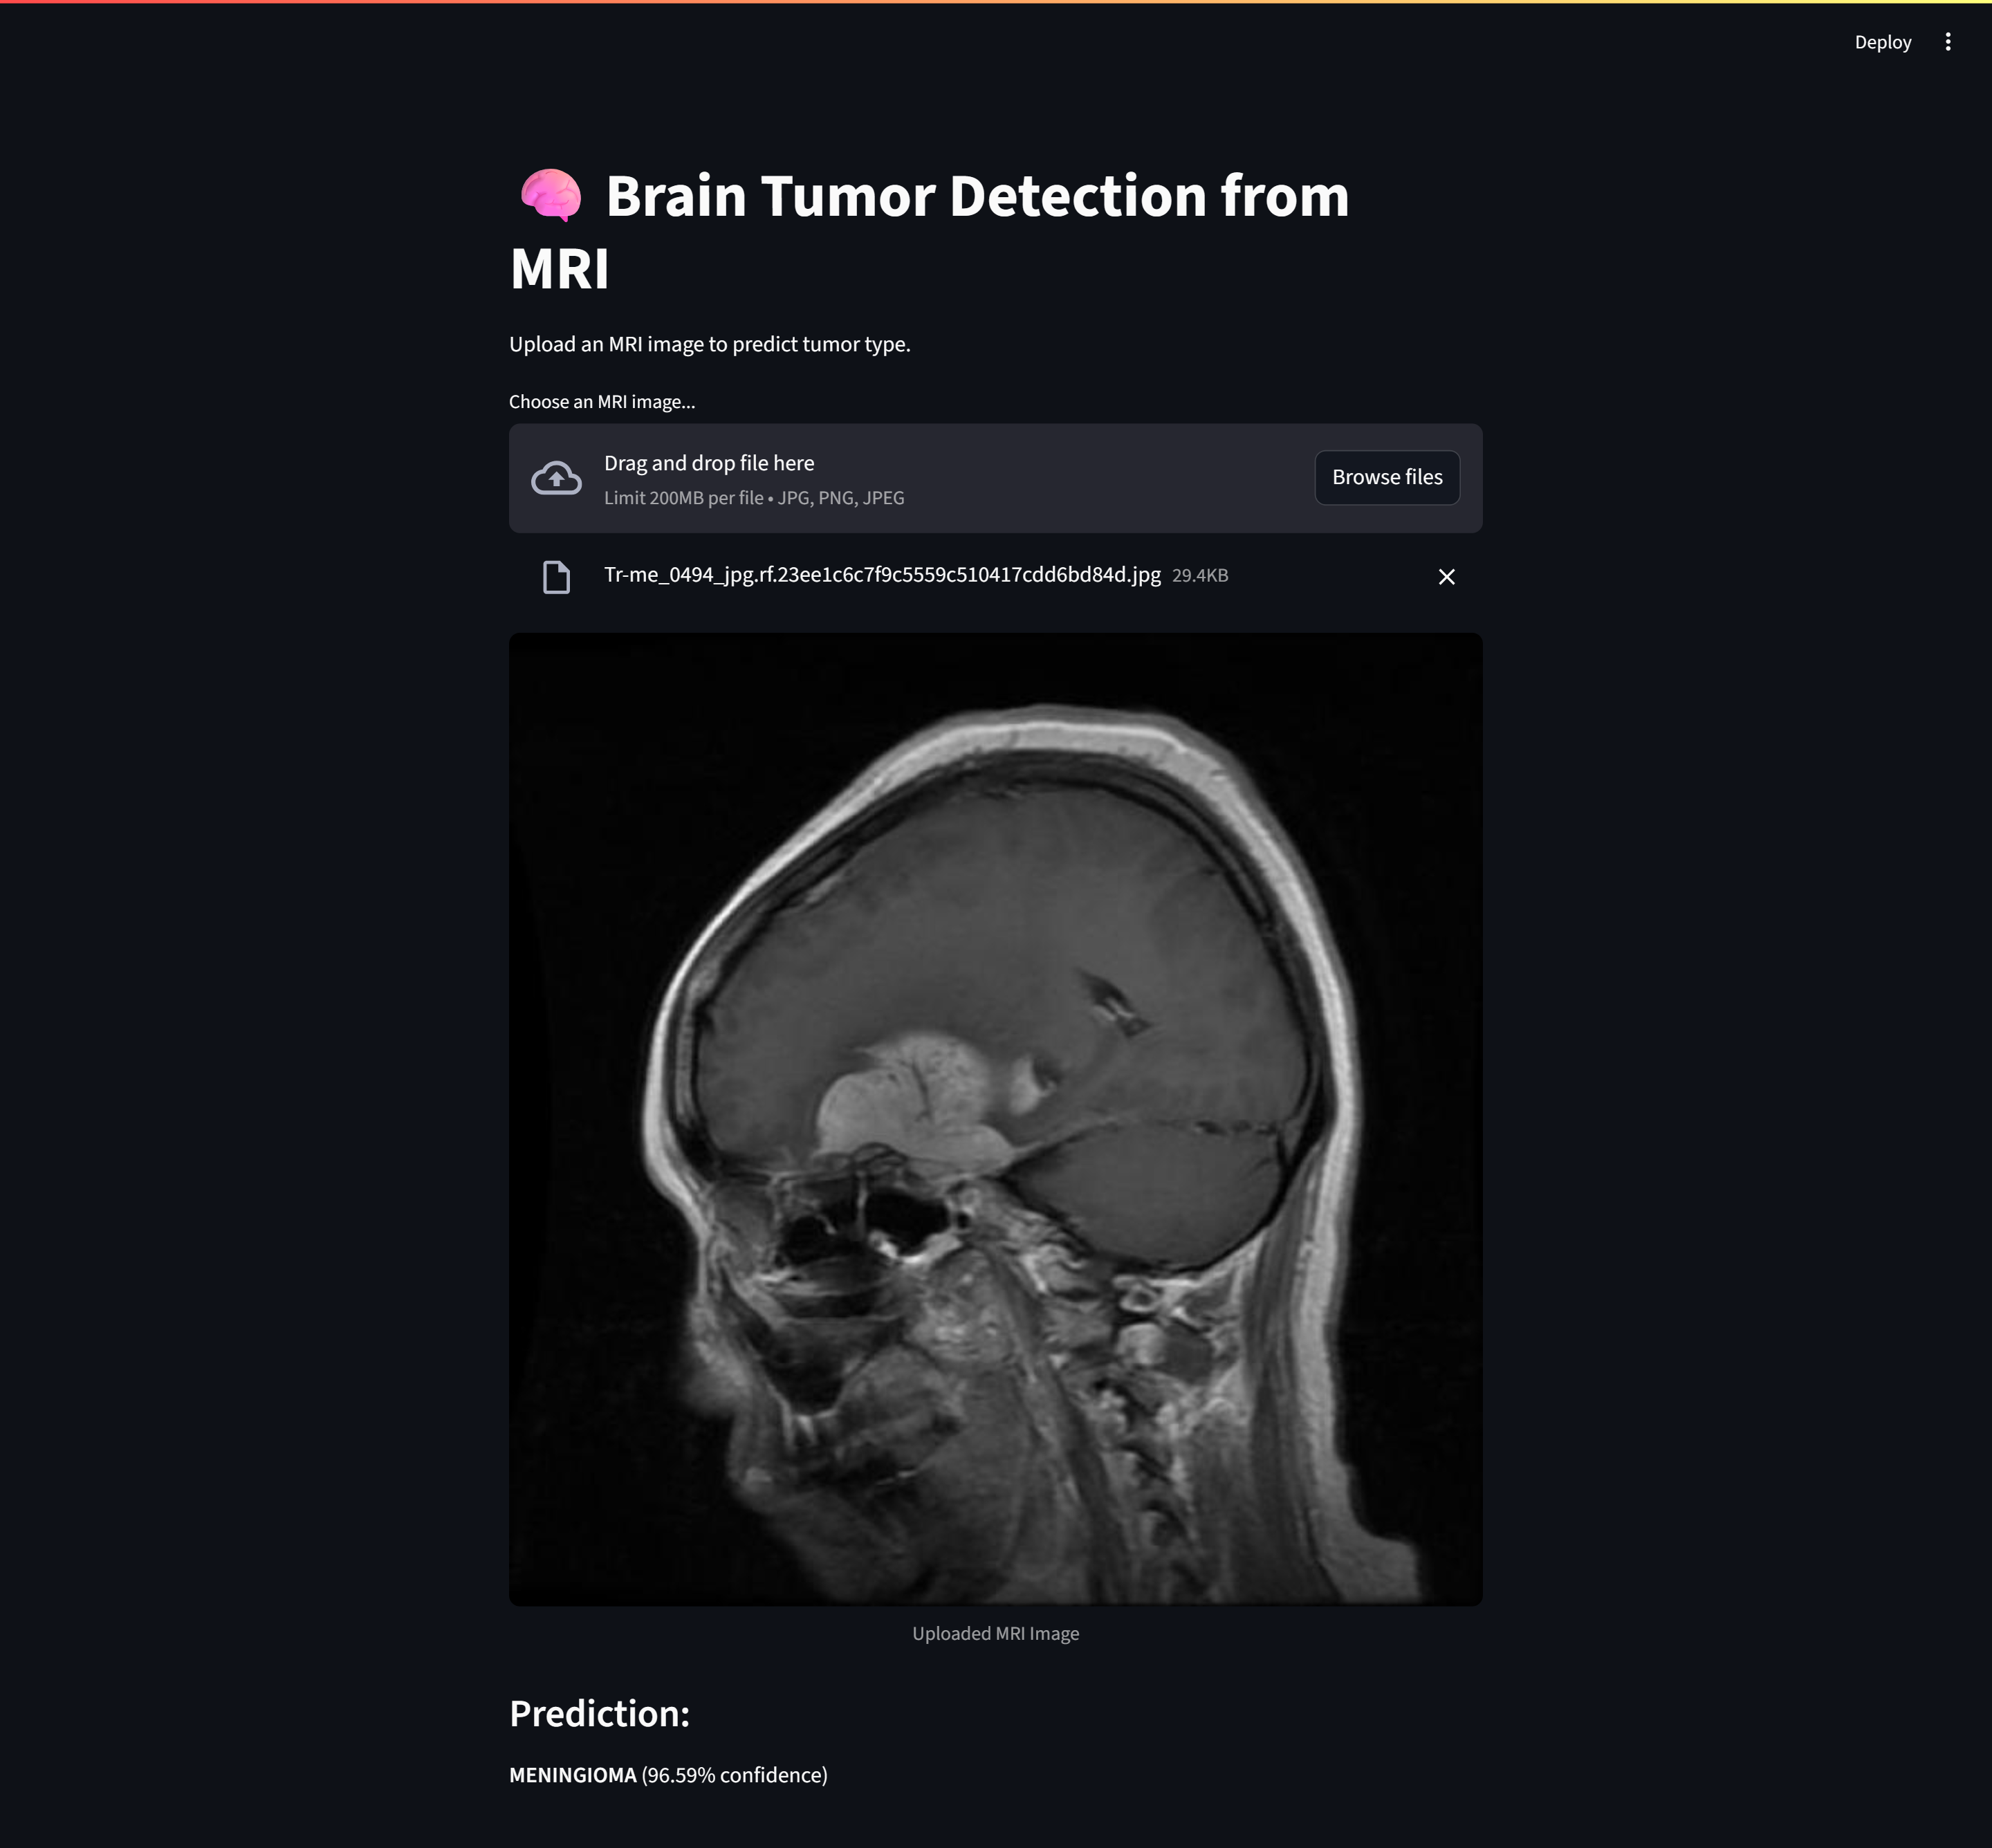 Deploy
🧠 Brain Tumor Detection from
MRI
Upload an MRI image to predict tumor type.
Choose an MRI image...
Drag and drop file here
Limit 200MB per file • JPG, PNG, JPEG
Browse files
Tr-me_0494_jpg.rf.23ee1c6c7f9c5559c510417cdd6bd84d.jpg 29.4KB
Uploaded MRI Image
Prediction:
MENINGIOMA (96.59% confidence)